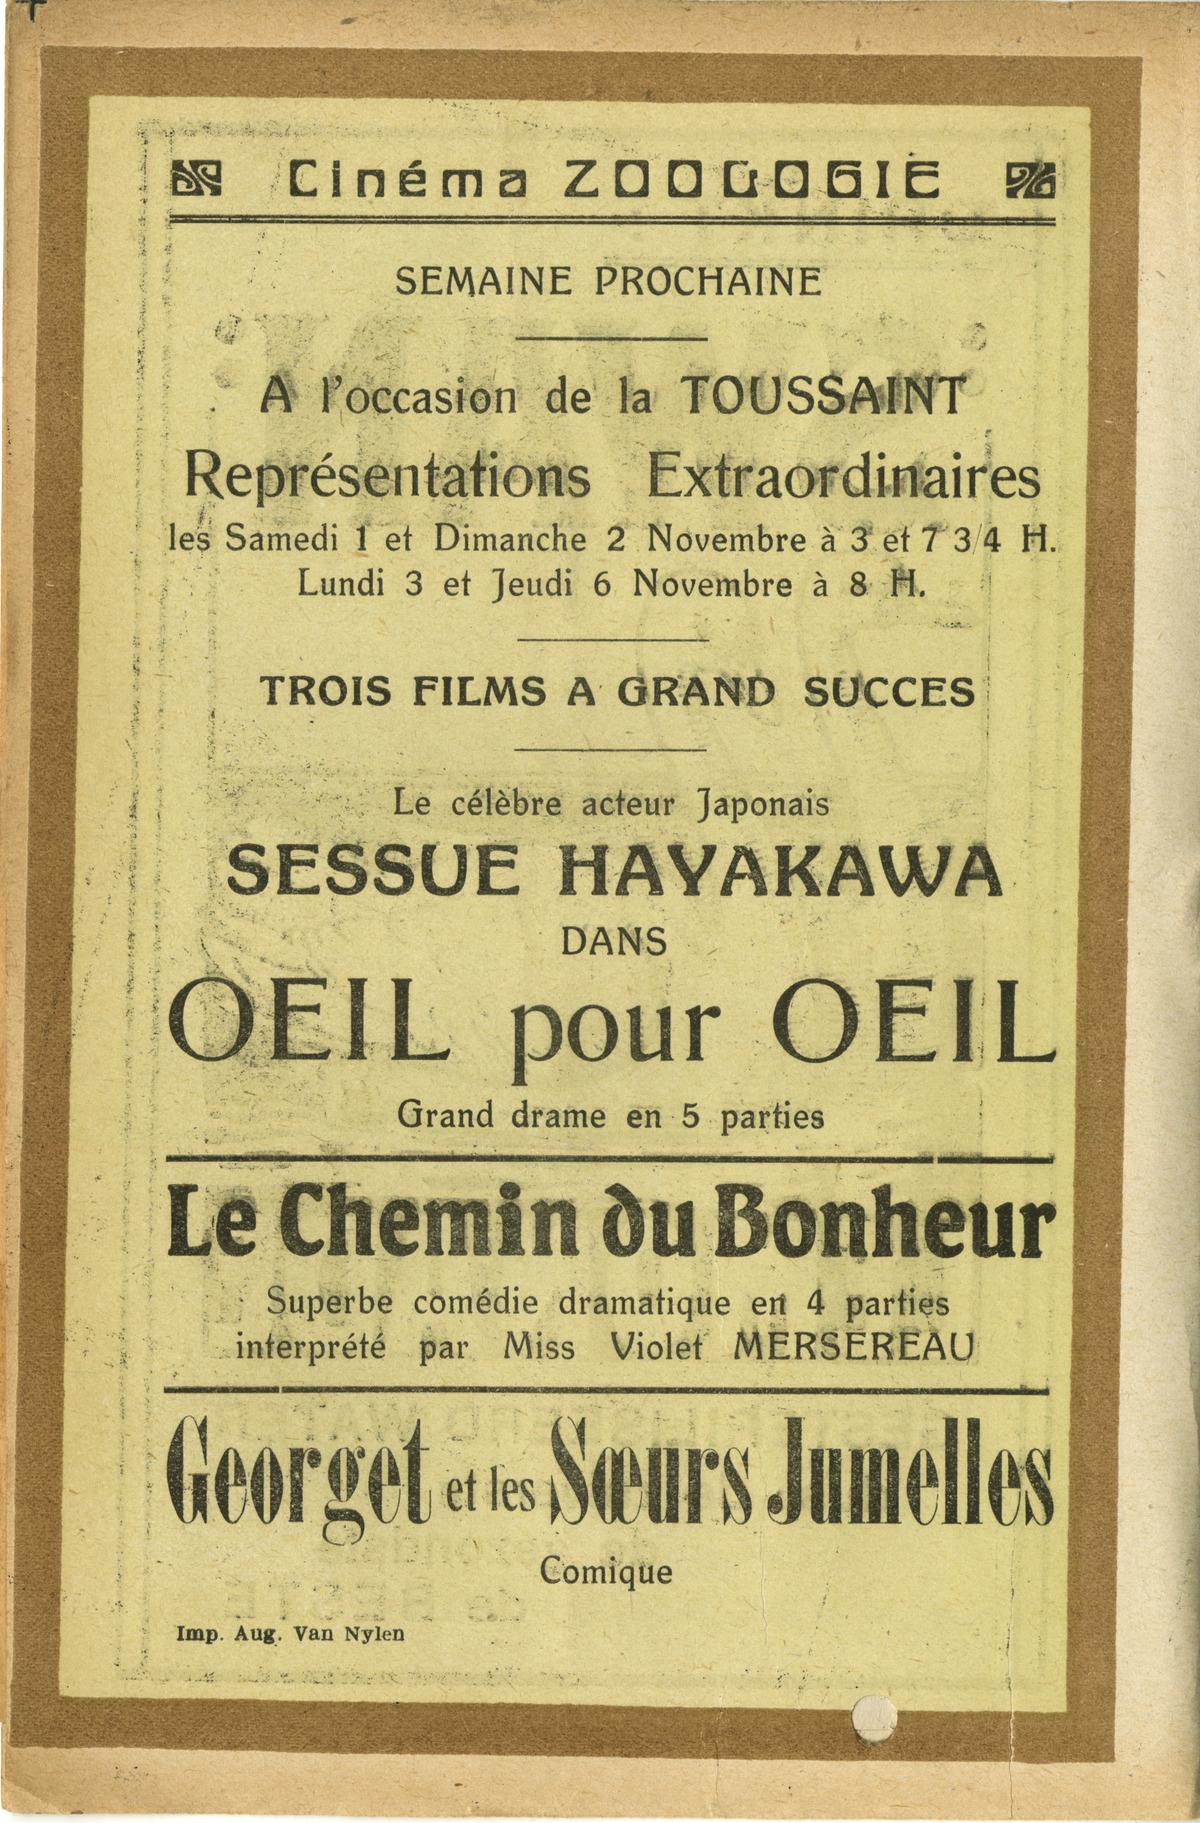 Cinéma ZOOLOGIE
SEMAINE PROCHAINE
A l'occasion de la TOUSSAINT
Représentations Extraordinaires
les Samedi 1 et Dimanche 2 Novembre à 3 et 7 3/4 H.
Lundi 3 et Jeudi 6 Novembre à 8 H.
TROIS FILMS A GRAND SUCCES
Le célèbre acteur Japonais
SESSUE HAYAKAWA
DANS
OEIL pour OEIL
Grand drame en 5 parties
Le Chemin du Bonheur
Superbe comédie dramatique en 4 parties
interprété par Miss Violet MERSEREAU
Georget et les Sœurs Jumelles
Comique
Imp. Aug. Van Nylen